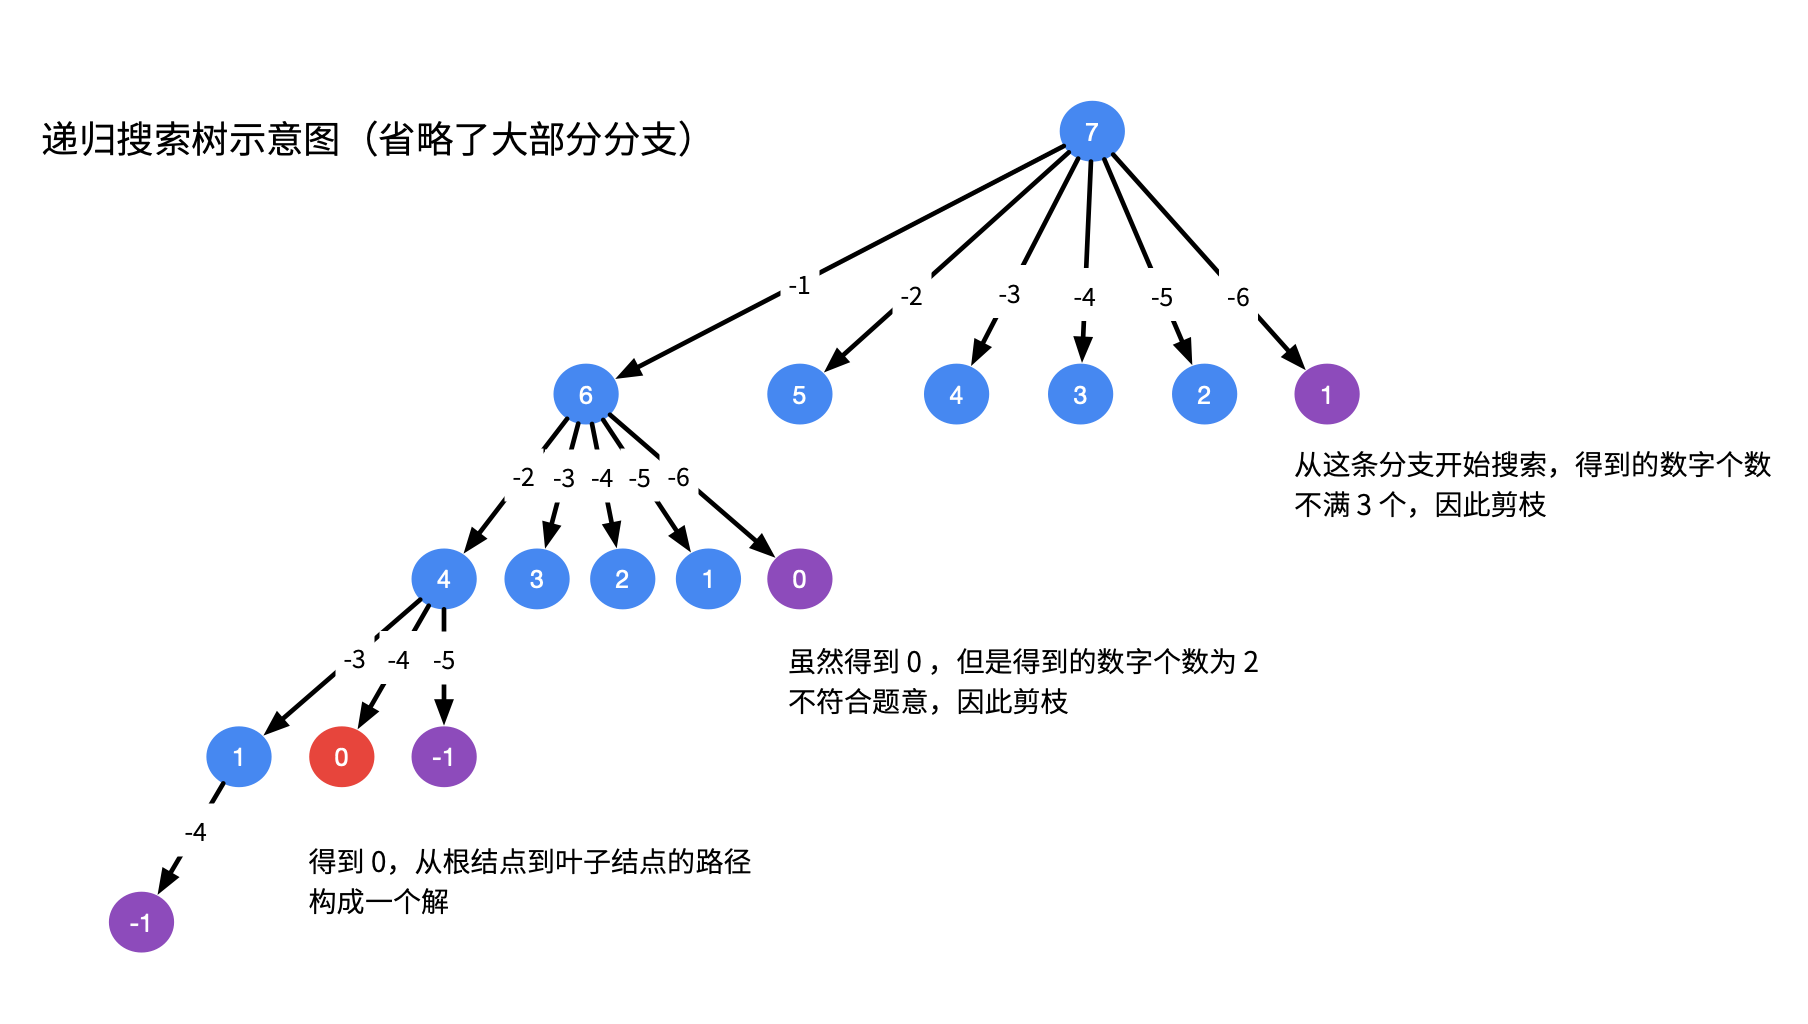 递归搜索树示意图（省略了大部分分支）
7
-1 -2 -3 -4 -5 -6
6 5 4 3 2 1
从这条分支开始搜索，得到的数字个数
不满 3 个，因此剪枝
-2 -3 -4 -5 -6
4 3 2 1 0
虽然得到 0 ，但是得到的数字个数为 2
不符合题意，因此剪枝
-3 -4 -5
1 0 -1
-4
得到 0，从根结点到叶子结点的路径
构成一个解
-1